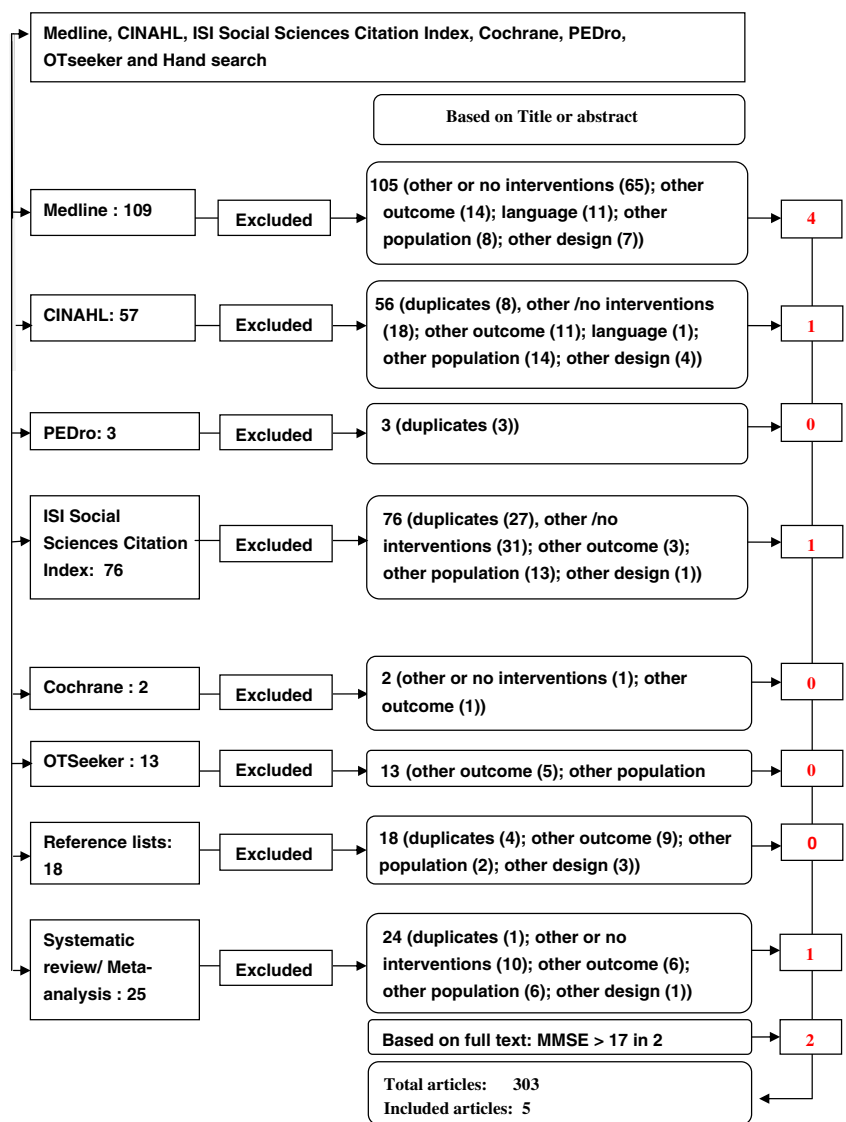 Medline, CINAHL, ISI Social Sciences Citation Index, Cochrane, PEDro,
OTseeker and Hand search
Based on Title or abstract
Medline : 109
Excluded
105 (other or no interventions (65); other
outcome (14); language (11); other
population (8); other design (7))
4
CINAHL: 57
Excluded
56 (duplicates (8), other /no interventions
(18); other outcome (11); language (1);
other population (14); other design (4))
1
PEDro: 3
Excluded
3 (duplicates (3))
0
ISI Social
Sciences Citation
Index: 76
Excluded
76 (duplicates (27), other /no
interventions (31); other outcome (3);
other population (13); other design (1))
1
Cochrane : 2
Excluded
2 (other or no interventions (1); other
outcome (1))
0
OTSeeker : 13
Excluded
13 (other outcome (5); other population
0
Reference lists:
18
Excluded
18 (duplicates (4); other outcome (9); other
population (2); other design (3))
0
Systematic
review/ Meta-
analysis : 25
Excluded
24 (duplicates (1; other or no
interventions (10); other outcome (6);
other population (6); other design (1))
1
Based on full text: MMSE > 17 in 2
2
Total articles: 303
Included articles: 5